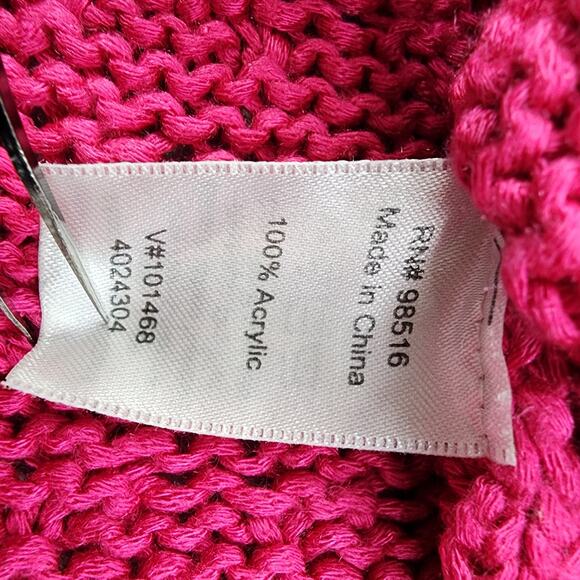 RN# 98516
Made in China
100% Acrylic
V#101468
4024304